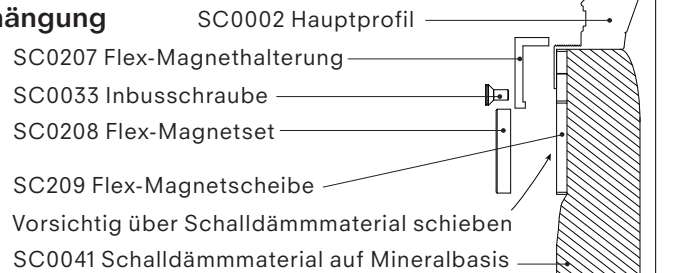 ängung
SC0002 Hauptprofil
SC0207 Flex-Magnethalterung
SC0033 Inbusschraube
SC0208 Flex-Magnetset
SC209 Flex-Magnetscheibe
Vorsichtig über Schalldämmmaterial schieben
SC0041 Schalldämmmaterial auf Mineralbasis